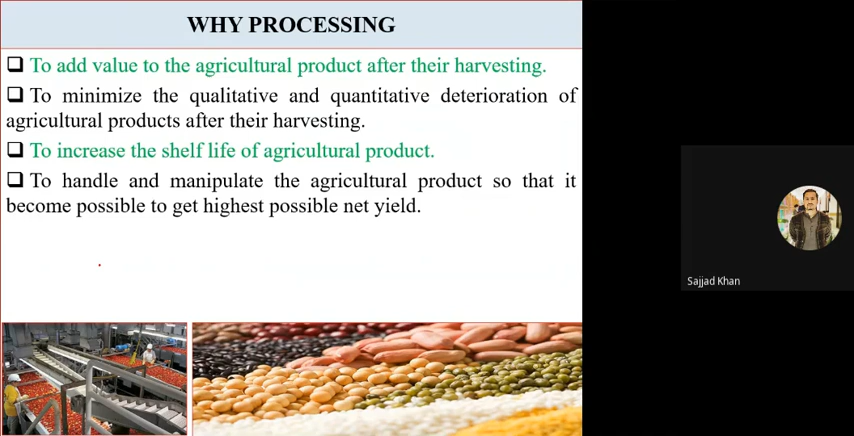 WHY PROCESSING
❑ To add value to the agricultural product after their harvesting.
❑ To minimize the qualitative and quantitative deterioration of
agricultural products after their harvesting.
❑ To increase the shelf life of agricultural product.
❑ To handle and manipulate the agricultural product so that it
become possible to get highest possible net yield.
Sajjad Khan